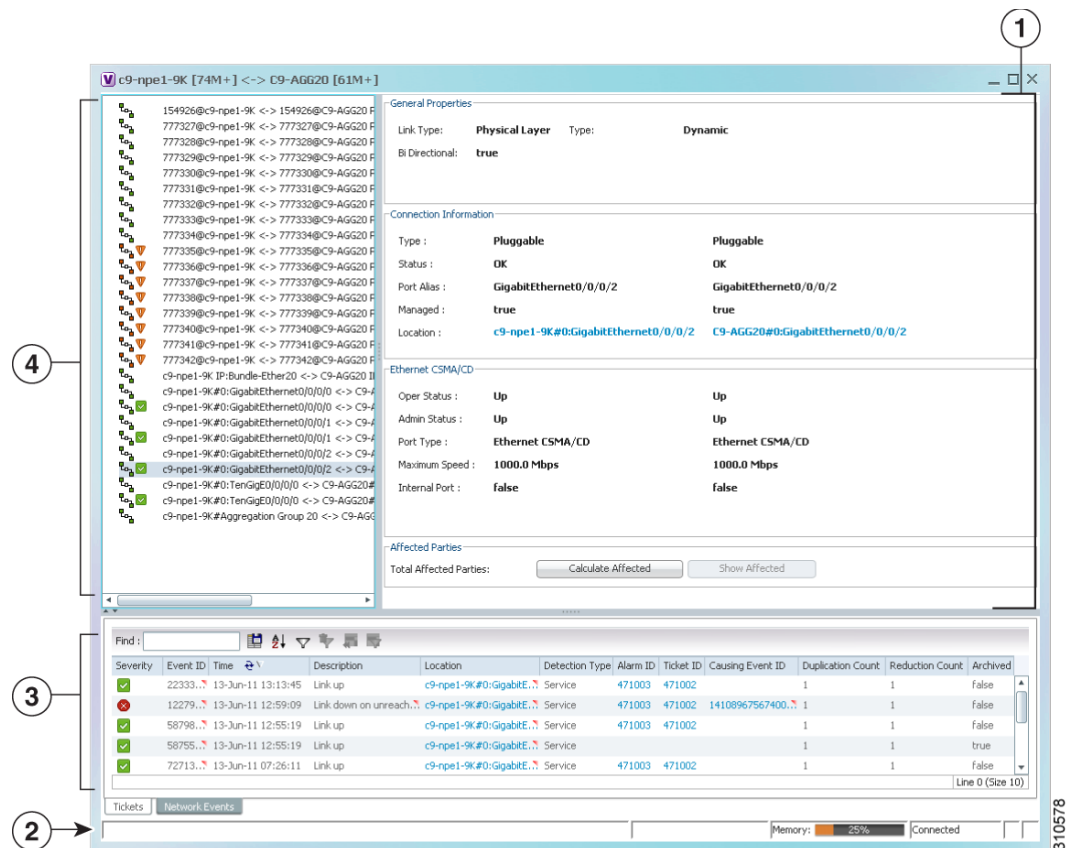 1
c9-npe1-9K [74M+] <-> C9-AGG20 [61M+]
154926@c9-npe1-9K <-> 154926@C9-AGG20 P
777327@c9-npe1-9K <-> 777327@C9-AGG20 P
777328@c9-npe1-9K <-> 777328@C9-AGG20 P
777329@c9-npe1-9K <-> 777329@C9-AGG20 P
777330@c9-npe1-9K <-> 777330@C9-AGG20 P
777331@c9-npe1-9K <-> 777331@C9-AGG20 P
777332@c9-npe1-9K <-> 777332@C9-AGG20 P
777333@c9-npe1-9K <-> 777333@C9-AGG20 P
777334@c9-npe1-9K <-> 777334@C9-AGG20 P
777335@c9-npe1-9K <-> 777335@C9-AGG20 P
777336@c9-npe1-9K <-> 777336@C9-AGG20 P
777337@c9-npe1-9K <-> 777337@C9-AGG20 P
777338@c9-npe1-9K <-> 777338@C9-AGG20 P
777339@c9-npe1-9K <-> 777339@C9-AGG20 P
777340@c9-npe1-9K <-> 777340@C9-AGG20 P
777341@c9-npe1-9K <-> 777341@C9-AGG20 P
777342@c9-npe1-9K <-> 777342@C9-AGG20 P
c9-npe1-9K IP:Bundle-Ether20 <-> C9-AGG20 II
c9-npe1-9K#0:GigabitEthernet0/0/0/0 <-> C9-A
c9-npe1-9K#0:GigabitEthernet0/0/0/0 <-> C9-A
c9-npe1-9K#0:GigabitEthernet0/0/0/1 <-> C9-A
c9-npe1-9K#0:GigabitEthernet0/0/0/1 <-> C9-A
c9-npe1-9K#0:GigabitEthernet0/0/0/2 <-> C9-A
c9-npe1-9K#0:GigabitEthernet0/0/0/2 <-> C9-A
c9-npe1-9K#0:TenGigE0/0/0/0 <-> C9-AGG20#
c9-npe1-9K#0:TenGigE0/0/0/0 <-> C9-AGG20#
c9-npe1-9K#Aggregation Group 20 <-> C9-AGG
4
General Properties
Link Type: Physical Layer Type: Dynamic
Bi Directional: true
Connection Information
Type : Pluggable Pluggable
Status : OK OK
Port Alias : GigabitEthernet0/0/0/2 GigabitEthernet0/0/0/2
Managed : true true
Location : c9-npe1-9K#0:GigabitEthernet0/0/0/2 C9-AGG20#0:GigabitEthernet0/0/0/2
Ethernet CSMA/CD
Oper Status : Up Up
Admin Status : Up Up
Port Type : Ethernet CSMA/CD Ethernet CSMA/CD
Maximum Speed : 1000.0 Mbps 1000.0 Mbps
Internal Port : false false
Affected Parties
Total Affected Parties: Calculate Affected Show Affected
3
Find :
Severity Event ID Time Description Location Detection Type Alarm ID Ticket ID Causing Event ID Duplication Count Reduction Count Archived
22333... 13-Jun-11 13:13:45 Link up c9-npe1-9K#0:GigabitE... Service 471003 471002 1 1 false
12279... 13-Jun-11 12:59:09 Link down on unreach... c9-npe1-9K#0:GigabitE... Service 471003 471002 14108967567400... 1 1 false
58798... 13-Jun-11 12:55:19 Link up c9-npe1-9K#0:GigabitE... Service 471003 471002 1 1 false
58755... 13-Jun-11 12:55:19 Link up c9-npe1-9K#0:GigabitE... Service 1 1 true
72713... 13-Jun-11 07:26:11 Link up c9-npe1-9K#0:GigabitE... Service 471003 471002 1 1 false
Line 0 (Size 10)
Tickets Network Events
2
Memory: 25% Connected
310578